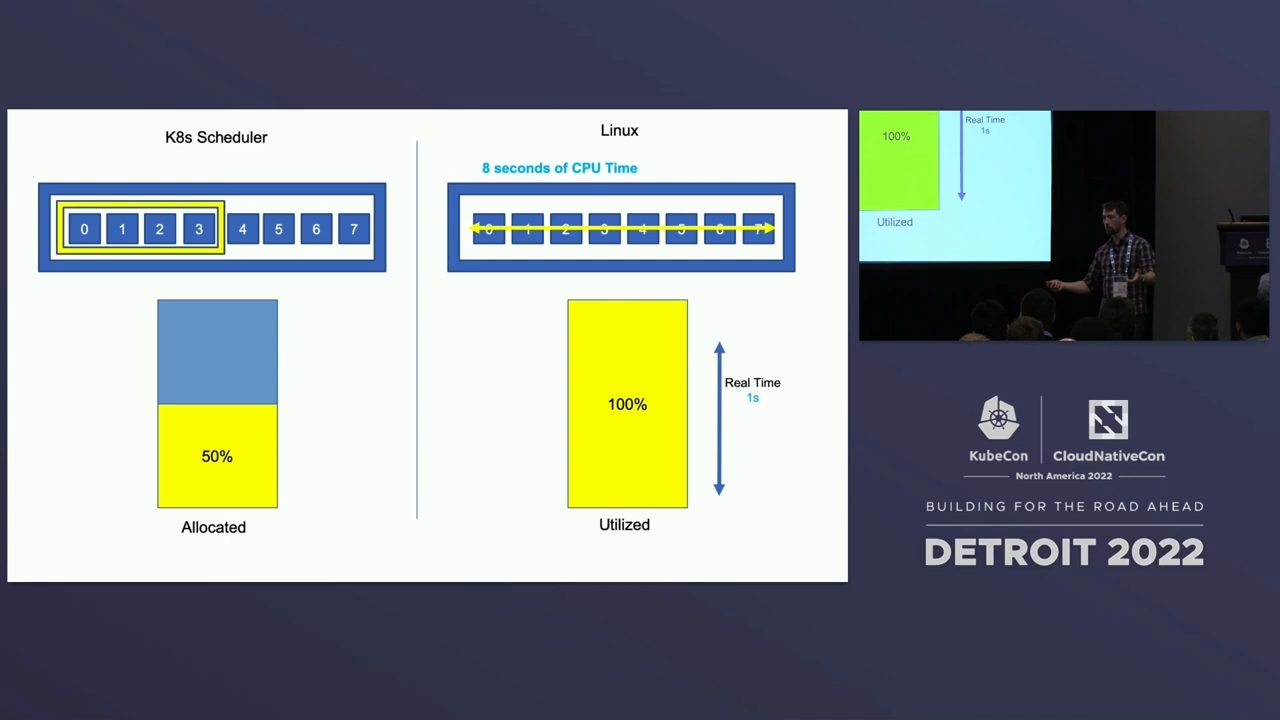 K8s Scheduler
0 1 2 3 4 5 6 7
50%
Allocated
Linux
8 seconds of CPU Time
0 1 2 3 4 5 6 7
100%
Real Time
1s
Utilized
100%
Real Time
1s
Utilized
KubeCon
CloudNativeCon
North America 2022
BUILDING FOR THE ROAD AHEAD
DETROIT 2022